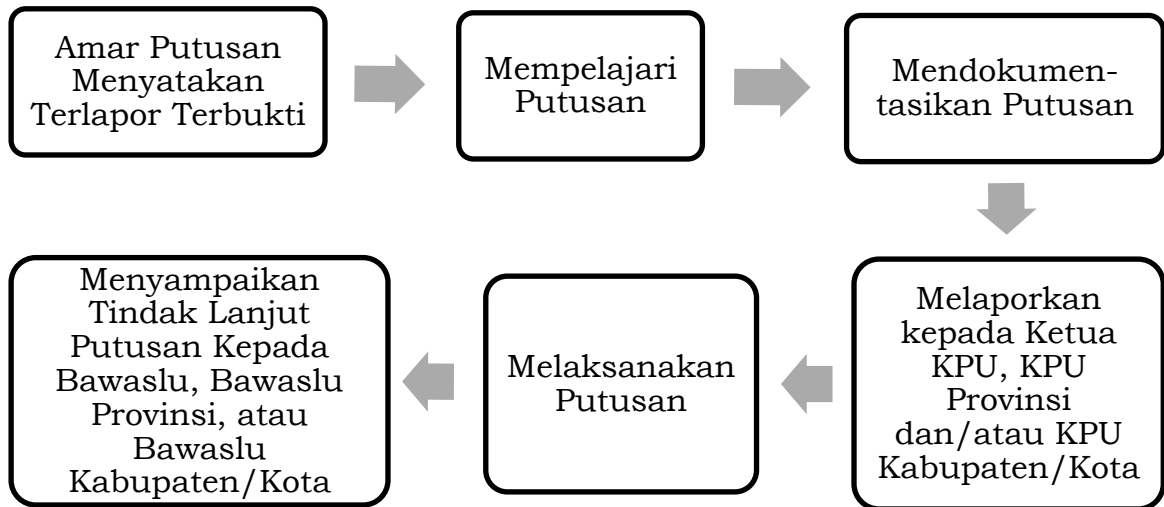 Amar Putusan
Menyatakan
Terlapor Terbukti
Mempelajari
Putusan
Mendokumen-
tasikan Putusan
Melaporkan
kepada Ketua
KPU, KPU
Provinsi
dan/atau KPU
Kabupaten/Kota
Melaksanakan
Putusan
Menyampaikan
Tindak Lanjut
Putusan Kepada
Bawaslu, Bawaslu
Provinsi, atau
Bawaslu
Kabupaten/Kota